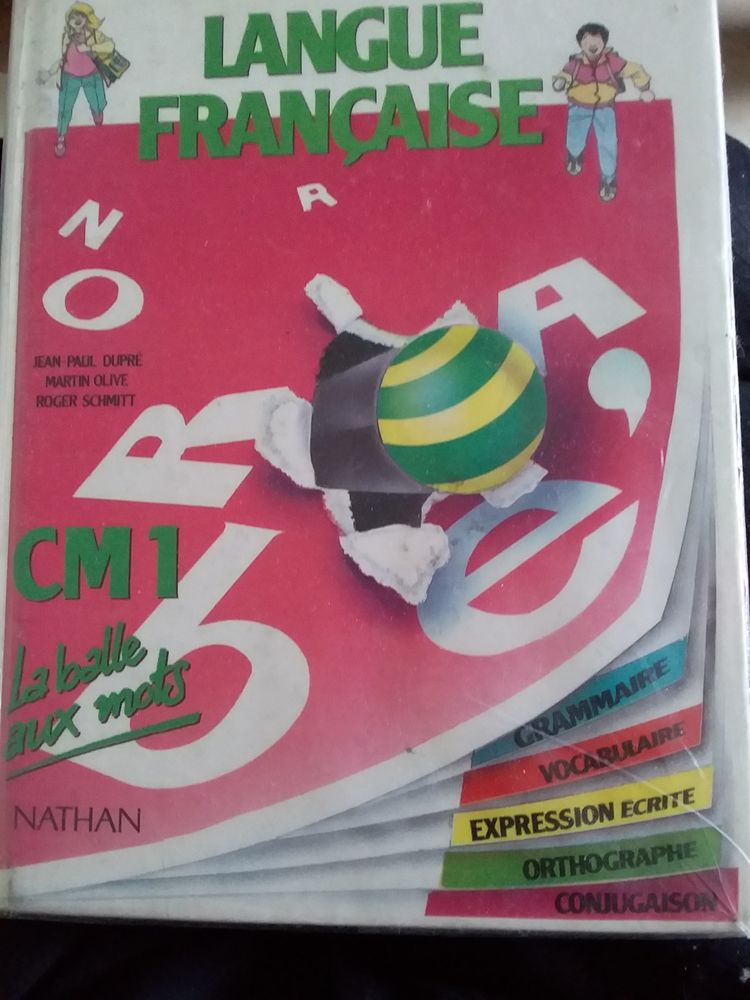 LANGUE
FRANÇAISE
R
N
O
A
,
JEAN-PAUL DUPRÉ
MARTIN OLIVE
ROGER SCHMITT
R
e
CM1
6
La balle
aux mots
GRAMMAIRE
VOCABULAIRE
EXPRESSION ECRITE
ORTHOGRAPHE
CONJUGAISON
NATHAN